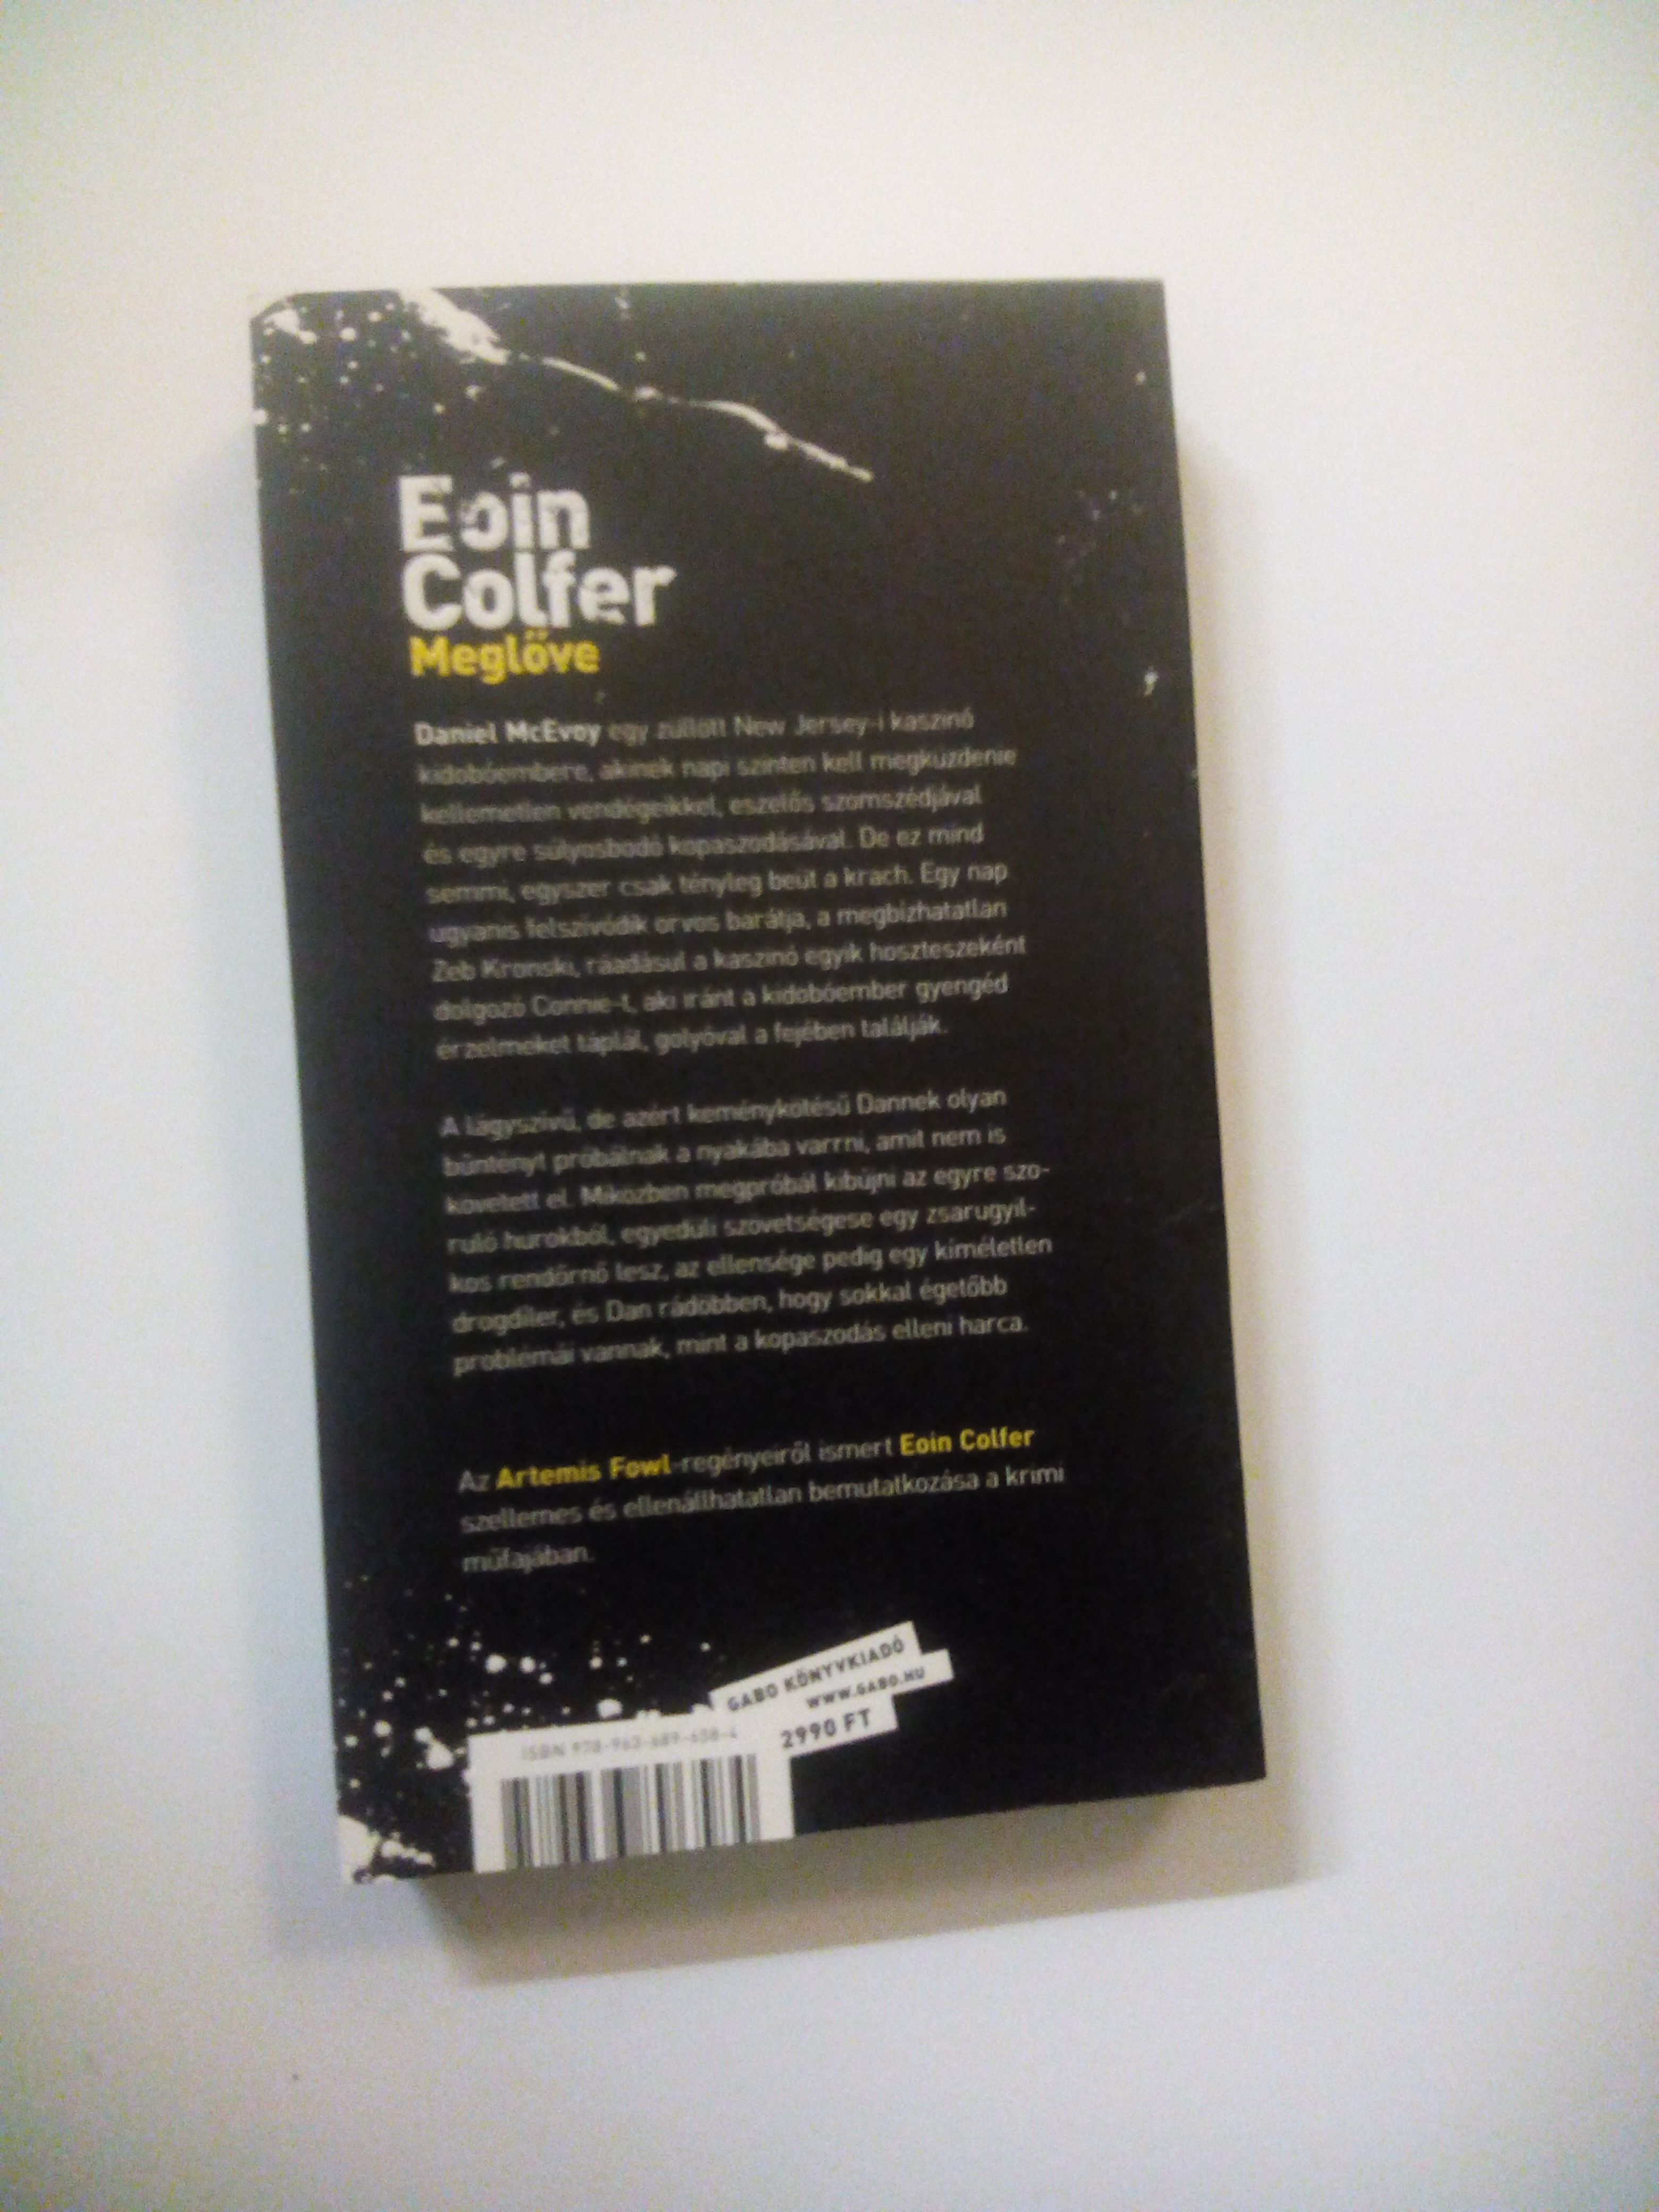 Eoin
Colfer
Meglőve
Daniel McEvoy egy züllött New Jersey-i kaszinó
kidobóembere, akinek napi szinten kell megküzdenie
kellemetlen vendégeikkel, eszelős szomszédjával
és egyre súlyosbodó kopaszodásával. De ez mind
semmi, egyszer csak tényleg beüt a krach. Egy nap
ugyanis felszívódik orvos barátja, a megbízhatatlan
Zeb Kronski, ráadásul a kaszinó egyik hoszteszeként
dolgozó Connie-t, aki iránt a kidobóember gyengéd
érzelmeket táplál, golyóval a fejében találják.
A lágyszívű, de azért keménykötésű Dannek olyan
bűntényt próbálnak a nyakába varrni, amit nem is
követett el. Miközben megpróbál kibújni az egyre szo-
ruló hurokból, egyedüli szövetségese egy zsarugyil-
kos rendőrnő lesz, az ellensége pedig egy kíméletlen
drogdíler, és Dan rádöbben, hogy sokkal égetőbb
problémái vannak, mint a kopaszodás elleni harca.
Az Artemis Fowl-regényeiről ismert Eoin Colfer
szellemes és ellenállhatatlan bemutatkozása a krimi
műfajában.
GABO KÖNYVKIADÓ
WWW.GABO.HU
2990 FT
ISBN